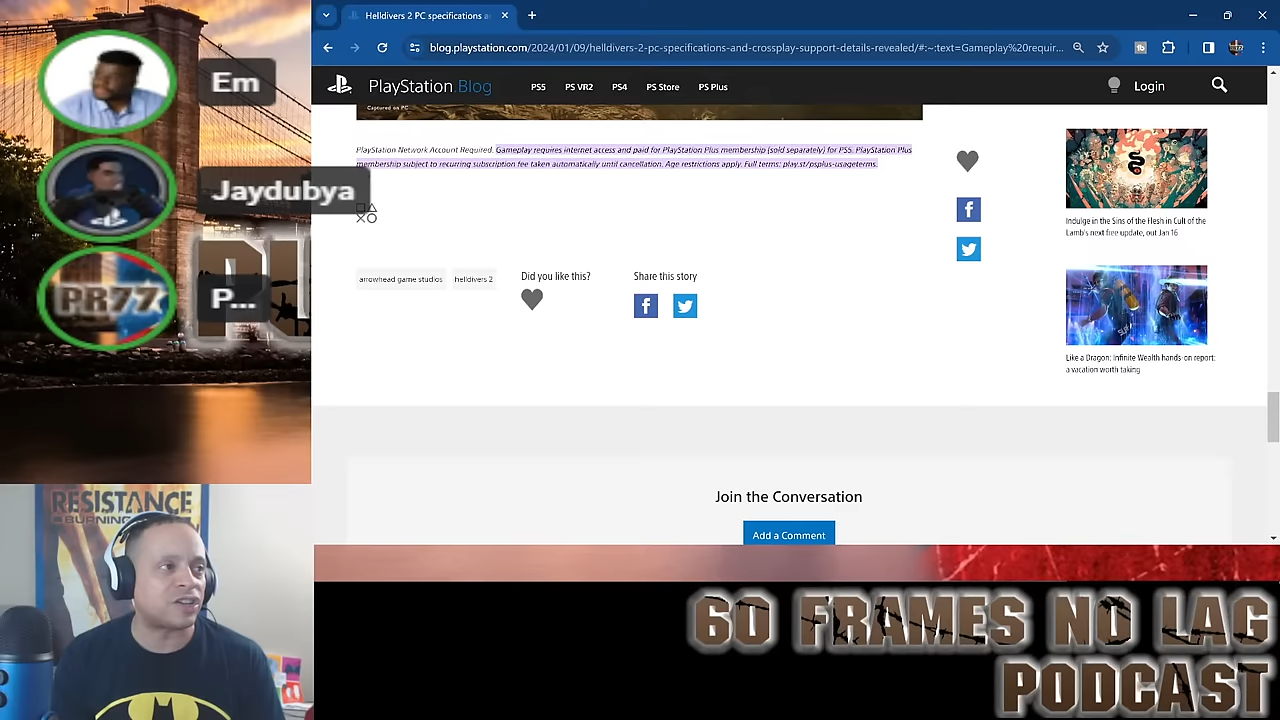 Helldivers 2 PC specifications a
blog.playstation.com/2024/01/09/helldivers-2-pc-specifications-and-crossplay-support-details-revealed/#:~:text=Gameplay%20requir...
PlayStation.Blog
PS5
PS VR2
PS4
PS Store
PS Plus
Login
Em
Jaydubya
PR77
P...
Captured on PC
PlayStation Network Account Required. Gameplay requires internet access and paid for PlayStation Plus membership (sold separately) for PS5. PlayStation Plus
membership subject to recurring subscription fee taken automatically until cancellation. Age restrictions apply. Full terms: play.st/psplus-usageterms.
arrowhead game studios
helldivers 2
Did you like this?
Share this story
Indulge in the Sins of the Flesh in Cult of the
Lamb's next free update, out Jan 16
Like a Dragon: Infinite Wealth hands-on report:
a vacation worth taking
Join the Conversation
Add a Comment
RESISTANCE
BURNING
60 FRAMES NO LAG
PODCAST